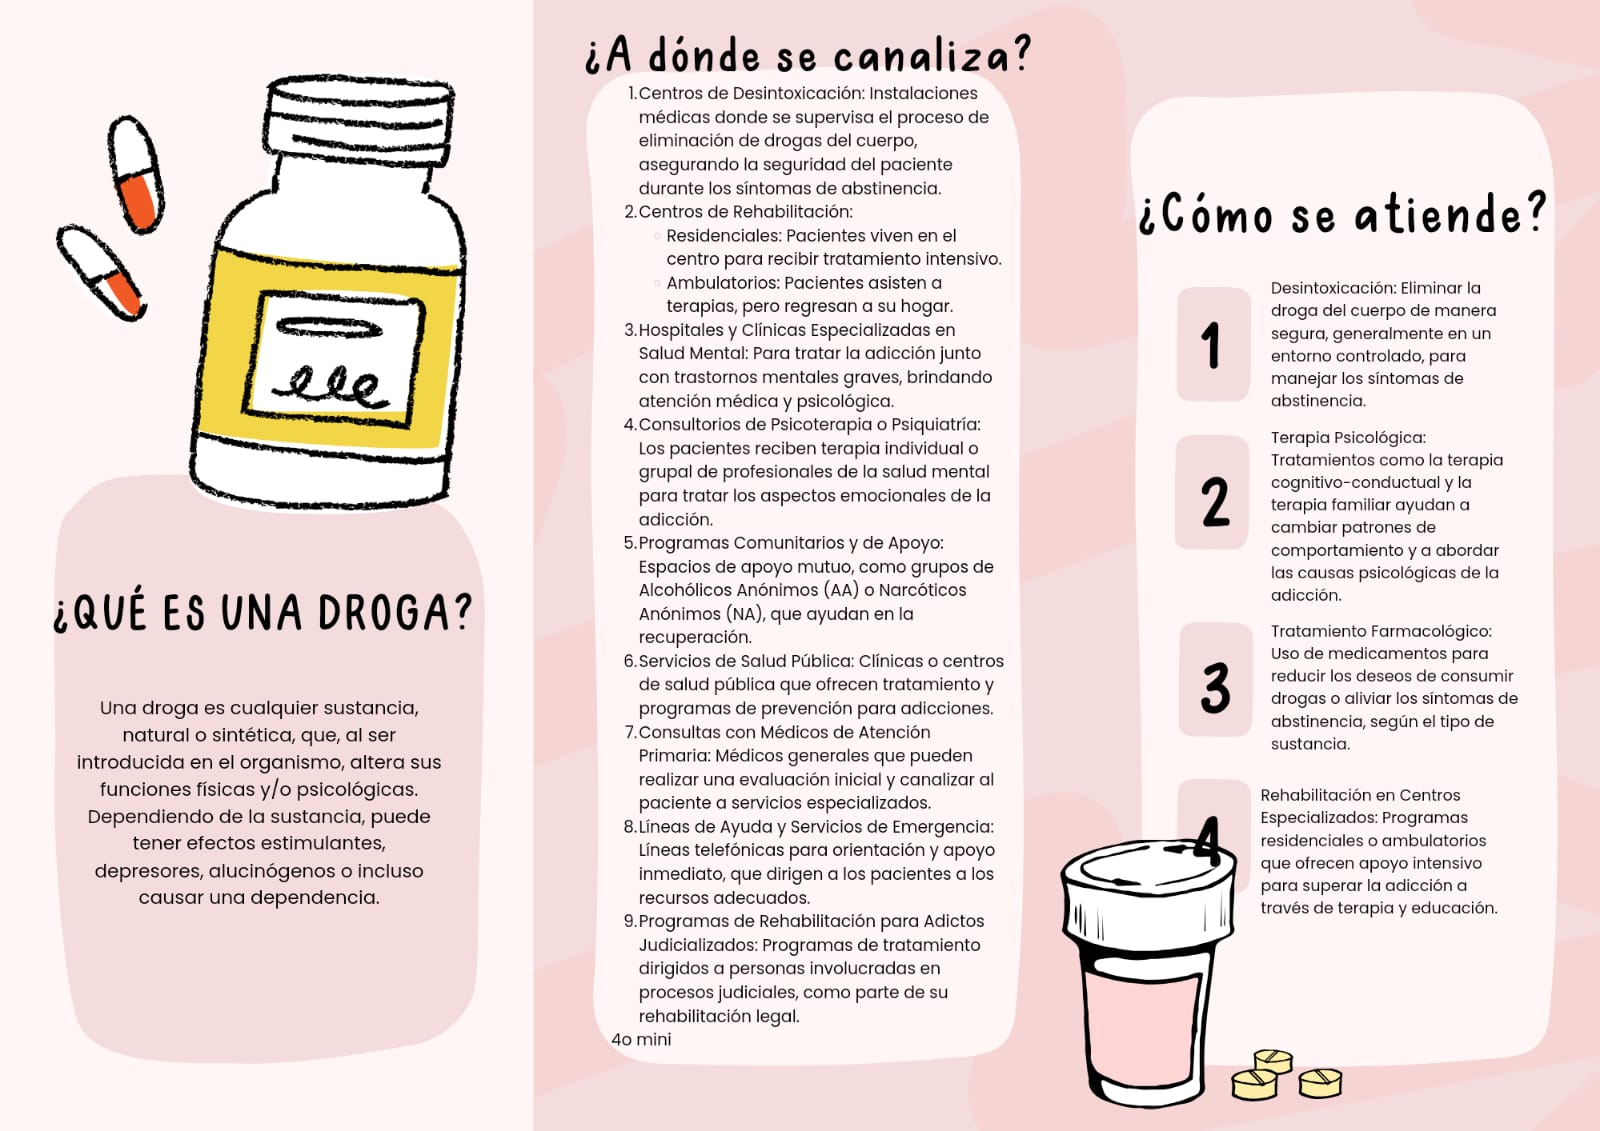 ¿QUÉ ES UNA DROGA?
Una droga es cualquier sustancia,
natural o sintética, que, al ser
introducida en el organismo, altera sus
funciones físicas y/o psicológicas.
Dependiendo de la sustancia, puede
tener efectos estimulantes,
depresores, alucinógenos o incluso
causar una dependencia.
¿A dónde se canaliza?
1. Centros de Desintoxicación: Instalaciones
médicas donde se supervisa el proceso de
eliminación de drogas del cuerpo,
asegurando la seguridad del paciente
durante los síntomas de abstinencia.
2. Centros de Rehabilitación:
◦ Residenciales: Pacientes viven en el
centro para recibir tratamiento intensivo.
◦ Ambulatorios: Pacientes asisten a
terapias, pero regresan a su hogar.
3. Hospitales y Clínicas Especializadas en
Salud Mental: Para tratar la adicción junto
con trastornos mentales graves, brindando
atención médica y psicológica.
4. Consultorios de Psicoterapia o Psiquiatría:
Los pacientes reciben terapia individual o
grupal de profesionales de la salud mental
para tratar los aspectos emocionales de la
adicción.
5. Programas Comunitarios y de Apoyo:
Espacios de apoyo mutuo, como grupos de
Alcohólicos Anónimos (AA) o Narcóticos
Anónimos (NA), que ayudan en la
recuperación.
6. Servicios de Salud Pública: Clínicas o centros
de salud pública que ofrecen tratamiento y
programas de prevención para adicciones.
7. Consultas con Médicos de Atención
Primaria: Médicos generales que pueden
realizar una evaluación inicial y canalizar al
paciente a servicios especializados.
8. Líneas de Ayuda y Servicios de Emergencia:
Líneas telefónicas para orientación y apoyo
inmediato, que dirigen a los pacientes a los
recursos adecuados.
9. Programas de Rehabilitación para Adictos
Judicializados: Programas de tratamiento
dirigidos a personas involucradas en
procesos judiciales, como parte de su
rehabilitación legal.
4o mini
¿Cómo se atiende?
1
Desintoxicación: Eliminar la
droga del cuerpo de manera
segura, generalmente en un
entorno controlado, para
manejar los síntomas de
abstinencia.
2
Terapia Psicológica:
Tratamientos como la terapia
cognitivo-conductual y la
terapia familiar ayudan a
cambiar patrones de
comportamiento y a abordar
las causas psicológicas de la
adicción.
3
Tratamiento Farmacológico:
Uso de medicamentos para
reducir los deseos de consumir
drogas o aliviar los síntomas de
abstinencia, según el tipo de
sustancia.
4
Rehabilitación en Centros
Especializados: Programas
residenciales o ambulatorios
que ofrecen apoyo intensivo
para superar la adicción a
través de terapia y educación.